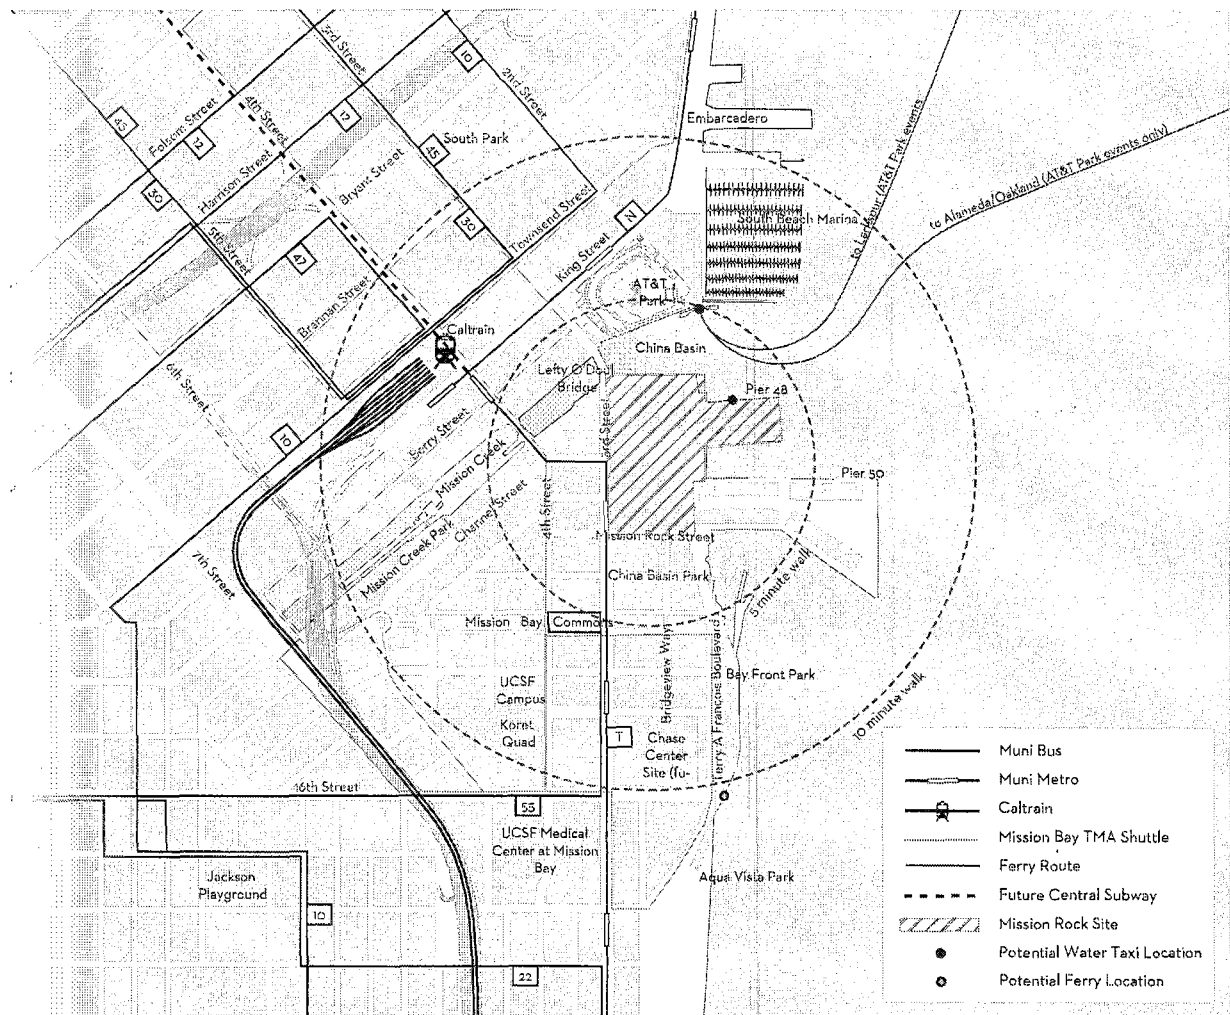 3rd Street
10
2nd Street
Embarcadero
45
Folsom Street
4th Street
12
12
South Park
45
Harrison Street
Bryant Street
30
30
Townsend Street
N
South Beach Marina
to Larkspur (AT&T Park events
to Alameda/Oakland (AT&T Park events only)
5th Street
47
King Street
AT&T
Park
Brannan Street
Caltrain
China Basin
Lefty O'Doul
Bridge
Pier 48
6th Street
10
Berry Street
3rd Street
Mission Creek
Pier 50
Channel Street
4th Street
Mission Creek Park
Mission Rock Street
7th Street
China Basin Park
5 minute walk
Mission Bay Commons
Bridgeview Way
Terry A Francois Boulevard
Bay Front Park
UCSF
Campus
Koret
Quad
10 minute walk
T
Chase
Center
Site (fu-
16th Street
55
UCSF Medical
Center at Mission
Bay
Jackson
Playground
Aqua Vista Park
10
22
Muni Bus
Muni Metro
Caltrain
Mission Bay TMA Shuttle
Ferry Route
Future Central Subway
Mission Rock Site
Potential Water Taxi Location
Potential Ferry Location